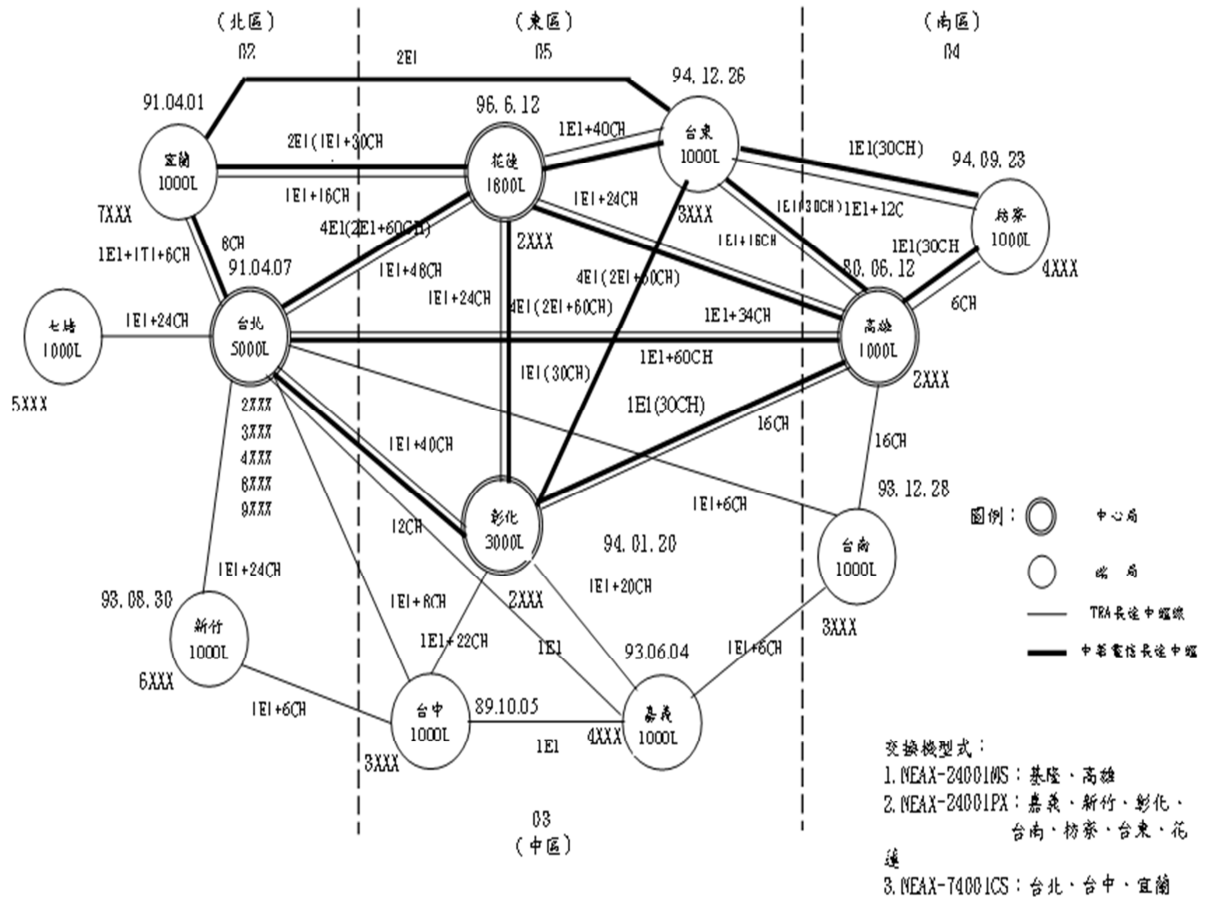 (北區)
02
(東區)
05
(南區)
04
2E1
91.04.01
96.6.12
94.12.26
宜蘭
1000L
7XXX
2E1(1E1+30CH)
1E1+16CH
花蓮
1800L
2XXX
1E1+40CH
台東
1000L
3XXX
1E1(30CH)
94.09.23
枋寮
1000L
4XXX
1E1+24CH
1E1(30CH)
1E1+12C
1E1+16CH
1E1(30CH)
6CH
1E1+1T1+6CH
8CH
91.04.07
4E1(2E1+60CH)
1E1+48CH
1E1+24CH
4E1(2E1+60CH)
80.06.12
七堵
1000L
5XXX
1E1+24CH
台北
5000L
2XXX
3XXX
4XXX
8XXX
9XXX
4E1(2E1+60CH)
1E1+34CH
1E1+60CH
高雄
1000L
2XXX
1E1(30CH)
1E1(30CH)
16CH
16CH
1E1+40CH
12CH
彰化
3000L
2XXX
1E1+6CH
93.12.28
台南
1000L
3XXX
94.01.20
1E1+20CH
1E1+24CH
93.08.30
新竹
1000L
6XXX
1E1+8CH
1E1+22CH
1E1
93.06.04
1E1+6CH
1E1+6CH
台中
1000L
3XXX
89.10.05
1E1
嘉義
1000L
4XXX
03
(中區)
圖例:
中心局
端 局
TRA長途中繼線
中華電信長途中繼
交換機型式:
1.NEAX-2400IMS:基隆、高雄
2.NEAX-2400IPX:嘉義、新竹、彰化、
台南、枋寮、台東、花
蓮
3.NEAX-7400ICS:台北、台中、宜蘭